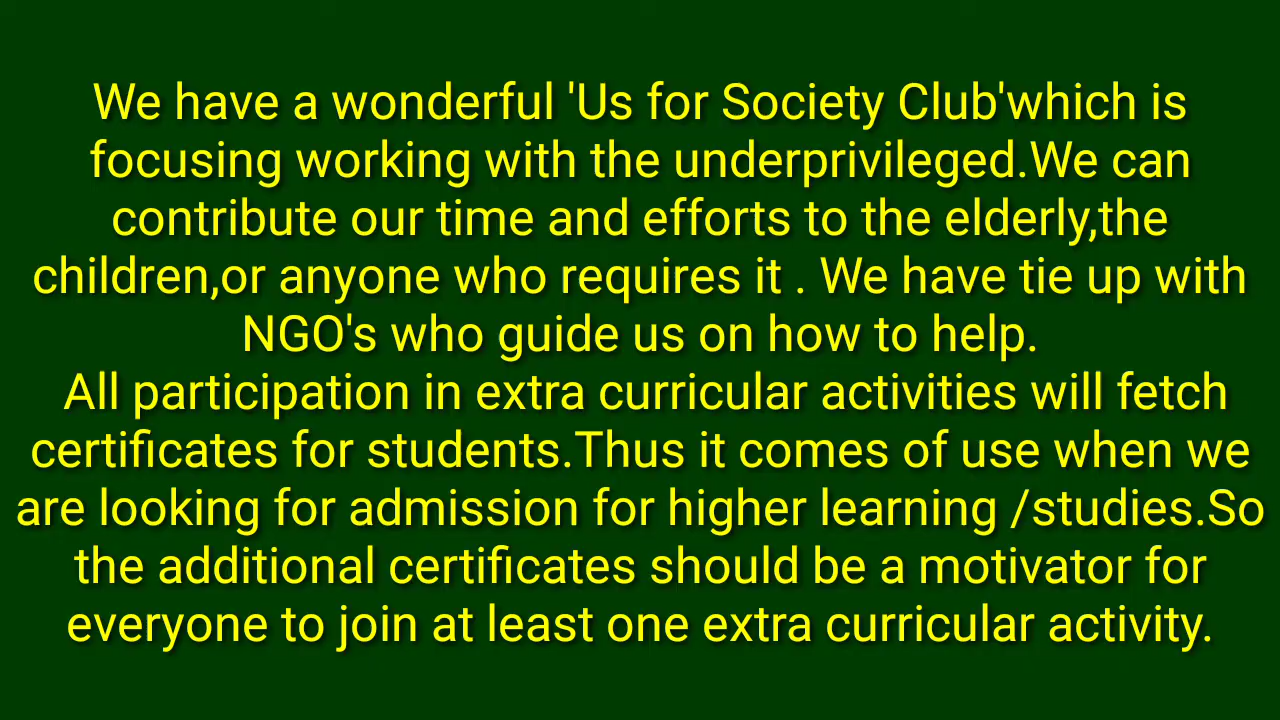 We have a wonderful 'Us for Society Club'which is
focusing working with the underprivileged.We can
contribute our time and efforts to the elderly,the
children,or anyone who requires it . We have tie up with
NGO's who guide us on how to help.
All participation in extra curricular activities will fetch
certificates for students.Thus it comes of use when we
are looking for admission for higher learning /studies.So
the additional certificates should be a motivator for
everyone to join at least one extra curricular activity.